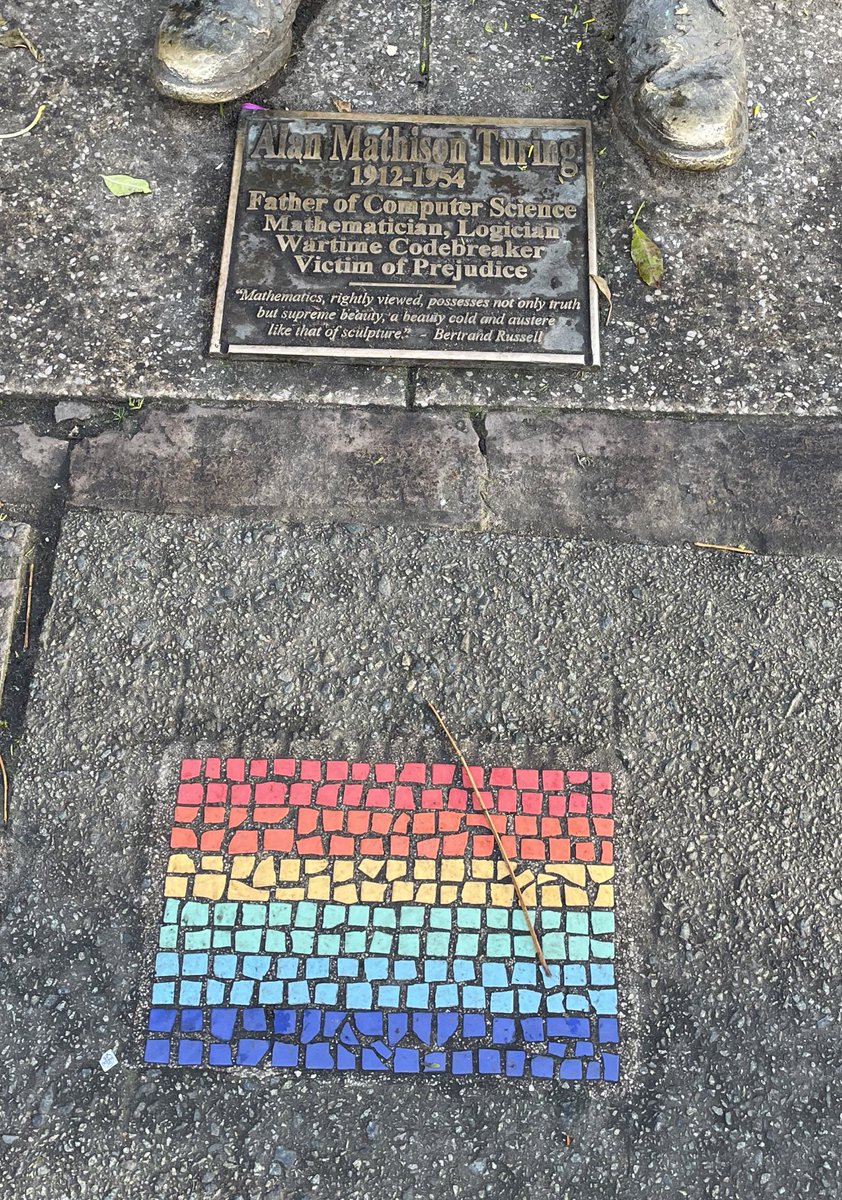 Alan Mathison Turing
1912-1954
Father of Computer Science
Mathematician, Logician
Wartime Codebreaker
Victim of Prejudice
"Mathematics, rightly viewed, possesses not only truth
but supreme beauty, a beauty cold and austere
like that of sculpture." Bertrand Russell